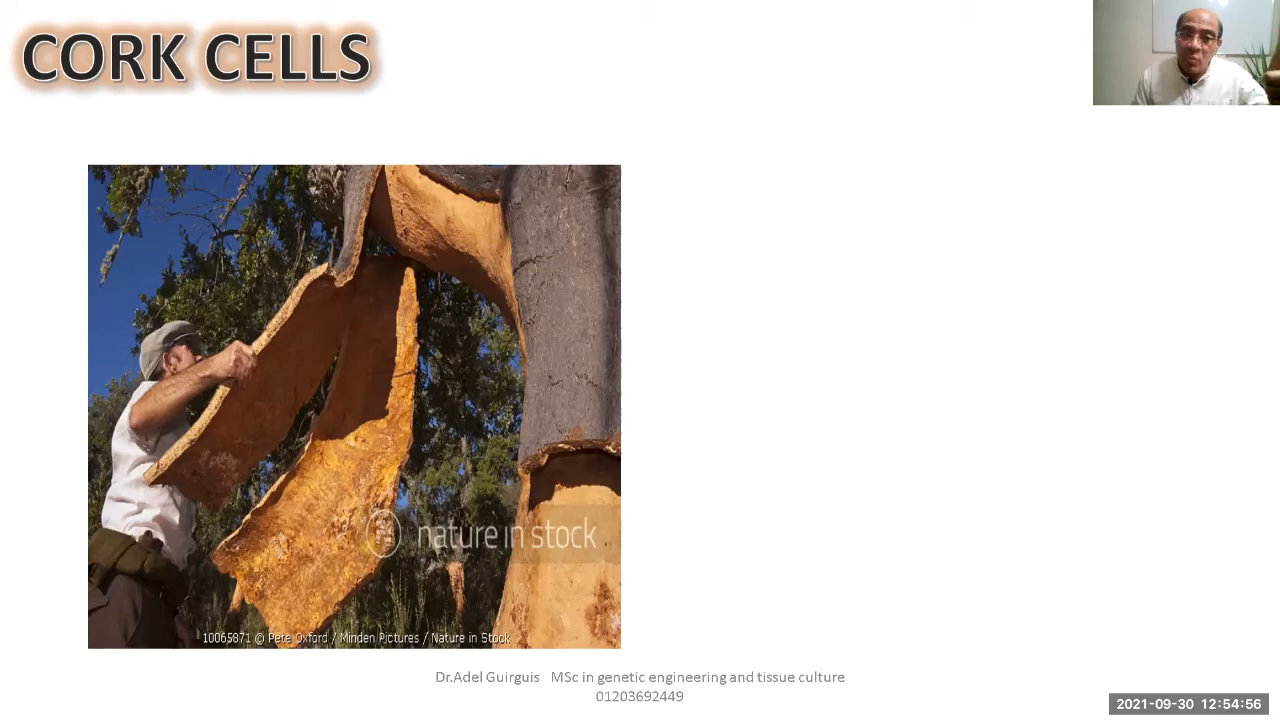 CORK CELLS
nature in stock
10065871 © Pete Oxford / Minden Pictures / Nature in Stock
Dr.Adel Guirguis MSc in genetic engineering and tissue culture
01203692449
2021-09-30 12:54:56